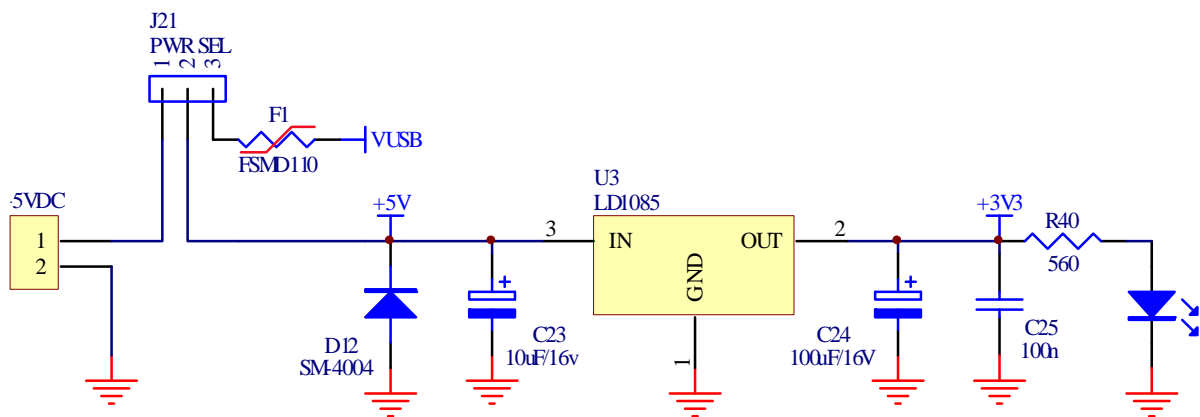 J21
PWR SEL
1 2 3
F1
FSMD110
VUSB
+5VDC
1
2
+5V
D12
SM-4004
C23
10uF/16v
U3
LD1085
3
IN
OUT
2
GND
1
C24
100uF/16V
+3V3
C25
100n
R40
560